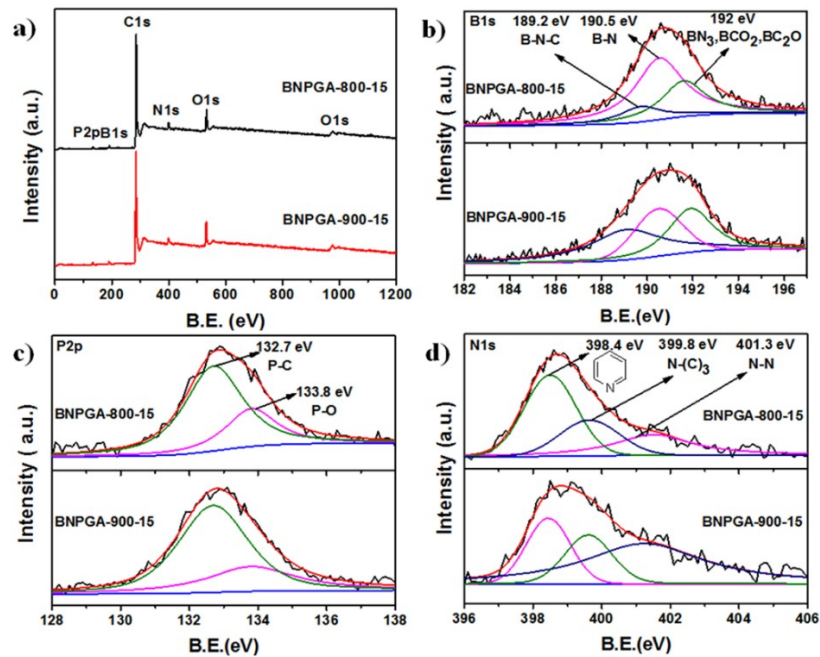 a)
C1s
BNPGA-800-15
N1s
O1s
O1s
P2pB1s
BNPGA-900-15
Intensity (a.u.)
0 200 400 600 800 1000 1200
B.E. (eV)
b)
B1s
189.2 eV
B-N-C
190.5 eV
B-N
192 eV
BN3,BCO2,BC2O
BNPGA-800-15
BNPGA-900-15
Intensity (a.u.)
182 184 186 188 190 192 194 196
B.E. (eV)
c)
P2p
132.7 eV
P-C
133.8 eV
P-O
BNPGA-800-15
BNPGA-900-15
Intensity (a.u.)
128 130 132 134 136 138
B.E.(eV)
d)
N1s
398.4 eV
N
399.8 eV
N-(C)3
401.3 eV
N-N
BNPGA-800-15
BNPGA-900-15
Intensity (a.u.)
396 398 400 402 404 406
B.E.(eV)